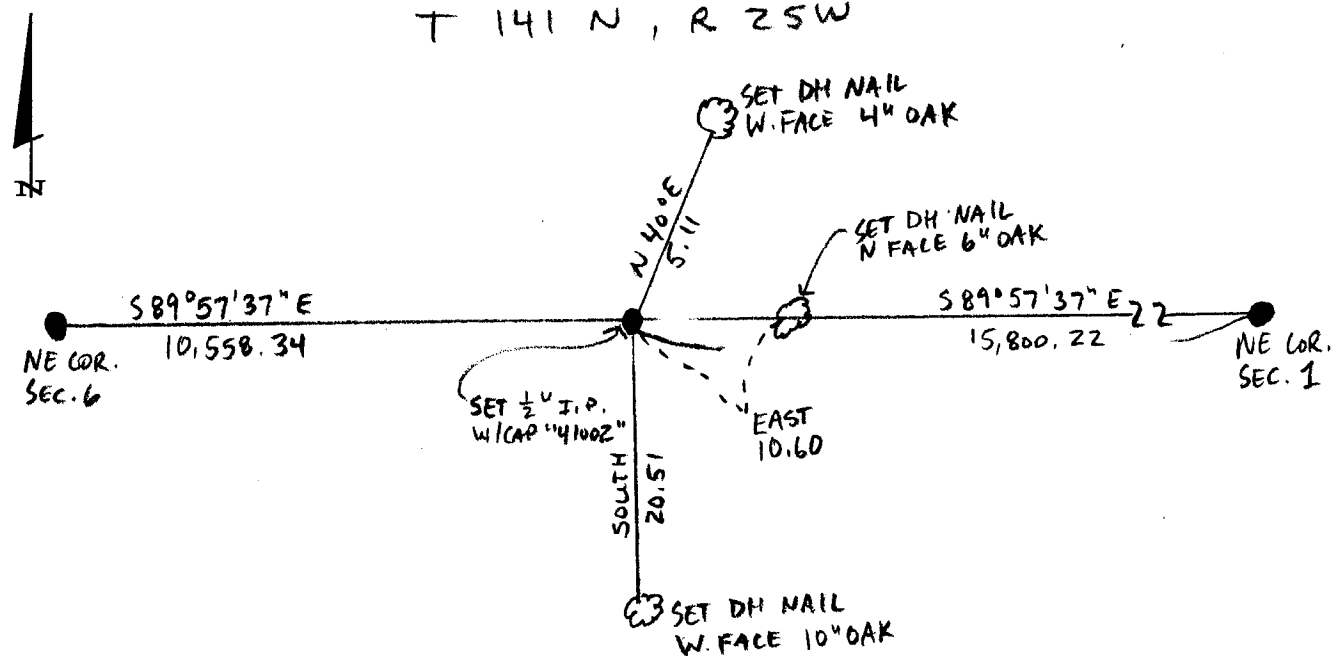 T 141 N, R 25W
SET DH NAIL
W. FACE 4" OAK
N
N 40°E
5.11
SET DH NAIL
N FACE 6" OAK
S 89°57'37" E
10,558.34
S 89°57'37" E
15,800.22
NE COR.
SEC. 6
NE COR.
SEC. 1
SET ½" I.P.
W/CAP "41002"
EAST
10.60
SOUTH
20.51
SET DH NAIL
W. FACE 10" OAK